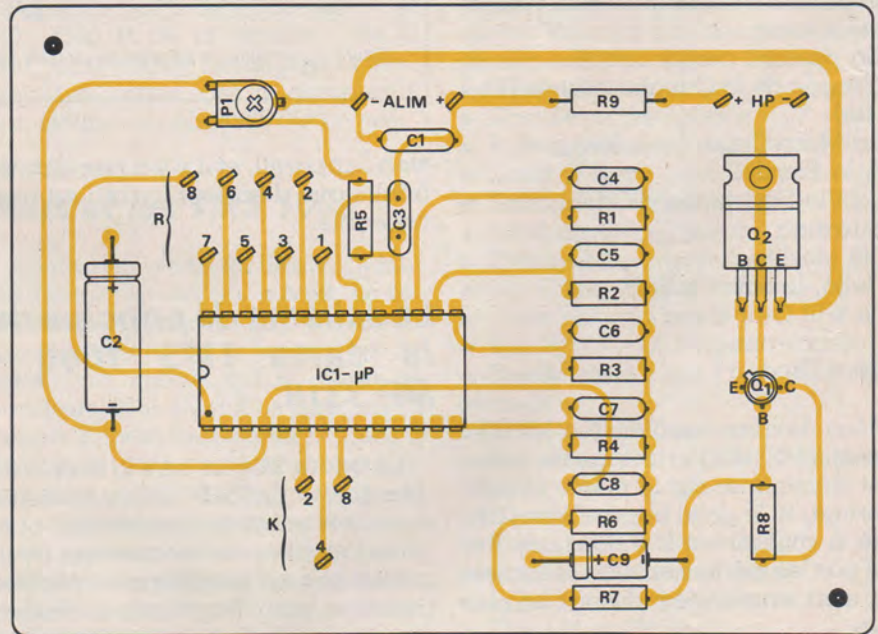 - ALIM +
R9
+ HP -
P1
C1
C4
8 6 4 2
R
R5
C3
R1
7 5 3 1
C5
Q2
R2
B C E
C2
C6
IC1-µP
R3
E Q1 C
C7
B
R4
2 8
C8
K
R6
R8
4
C9
R7